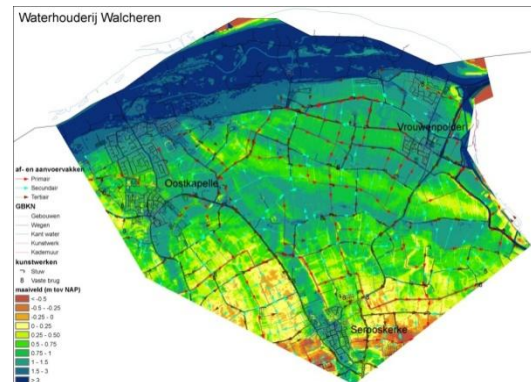 Waterhouderij Walcheren
Vrouwenpolder
Oostkapelle
Serooskerke
af- en aanvoervakken
Primair
Secundair
Tertiair
GBKN
Gebouwen
Wegen
Kant water
Kunstwerk
Kademuur
kunstwerken
Stuw
Vaste brug
maaiveld (m tov NAP)
< -0.5
-0.5 - -0.25
-0.25 - 0
0 - 0.25
0.25 - 0.50
0.5 - 0.75
0.75 - 1
1 - 1.5
1.5 - 3
> 3